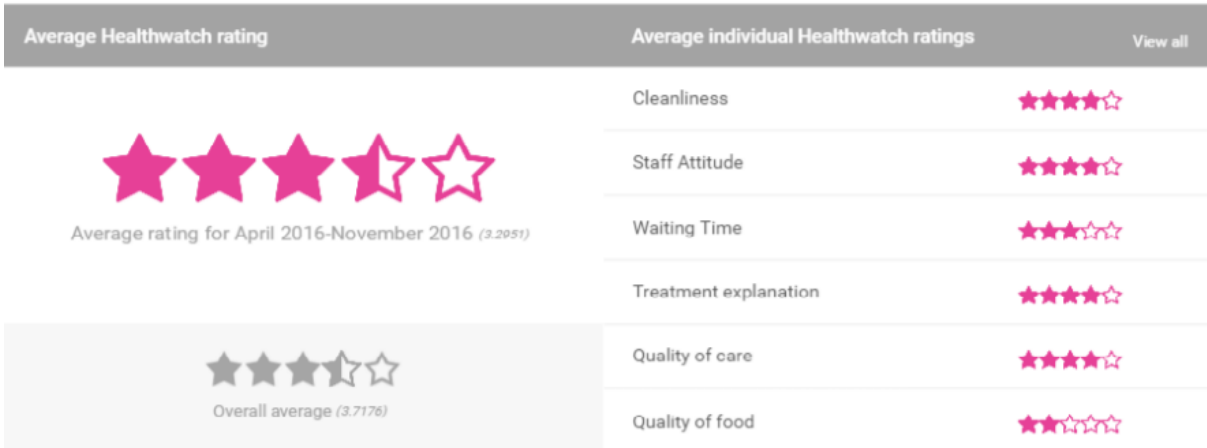 Average Healthwatch rating
Average rating for April 2016-November 2016 (3.2951)
Overall average (3.7176)
Average individual Healthwatch ratings View all
Cleanliness
Staff Attitude
Waiting Time
Treatment explanation
Quality of care
Quality of food